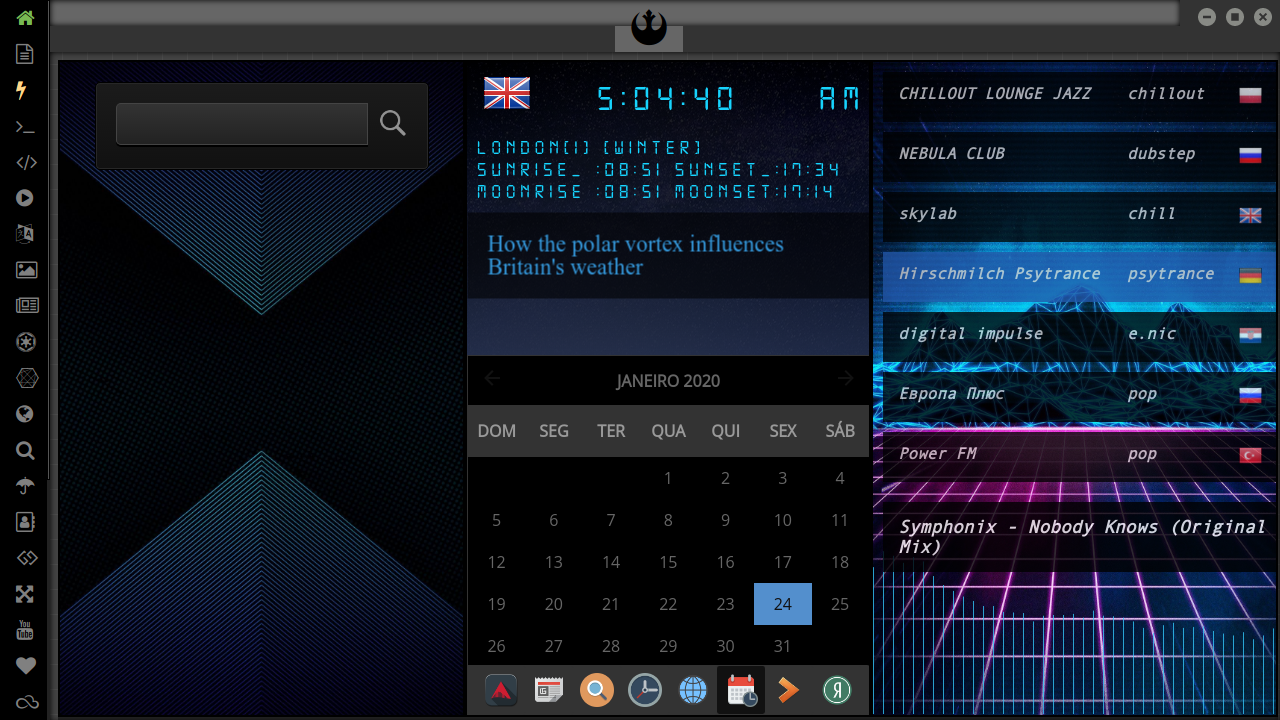 5:04:40 AM
LONDON(1) (WINTER)
SUNRISE_ :08:51 SUNSET_:17:34
MOONRISE :08:51 MOONSET:17:14
How the polar vortex influences
Britain's weather
JANEIRO 2020
DOM SEG TER QUA QUI SEX SÁB
1 2 3 4
5 6 7 8 9 10 11
12 13 14 15 16 17 18
19 20 21 22 23 24 25
26 27 28 29 30 31
CHILLOUT LOUNGE JAZZ chillout
NEBULA CLUB dubstep
skylab chill
Hirschmilch Psytrance psytrance
digital impulse e.nic
Европа Плюс pop
Power FM pop
Symphonix - Nobody Knows (Original
Mix)
You
Tube
Я